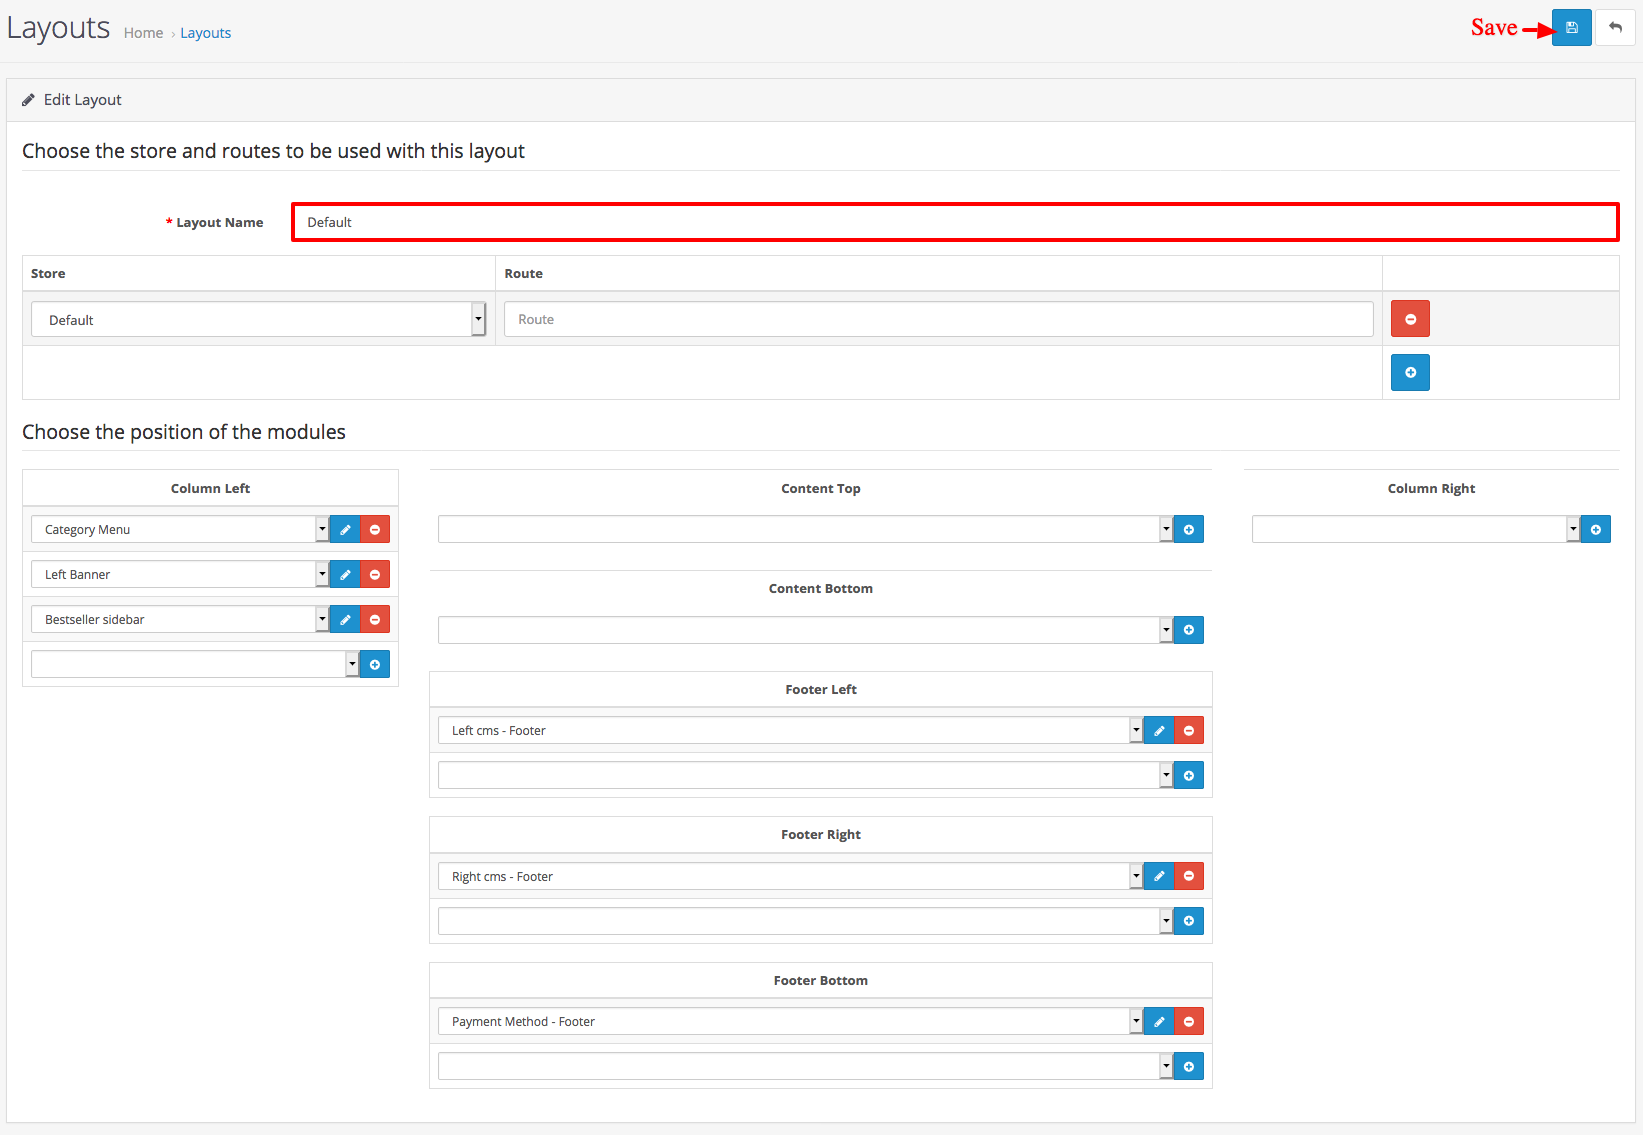 Layouts Home › Layouts
Save
Edit Layout
Choose the store and routes to be used with this layout
* Layout Name Default
Store Route
Default Route
Choose the position of the modules
Column Left
Category Menu
Left Banner
Bestseller sidebar
Content Top
Content Bottom
Footer Left
Left cms - Footer
Footer Right
Right cms - Footer
Footer Bottom
Payment Method - Footer
Column Right